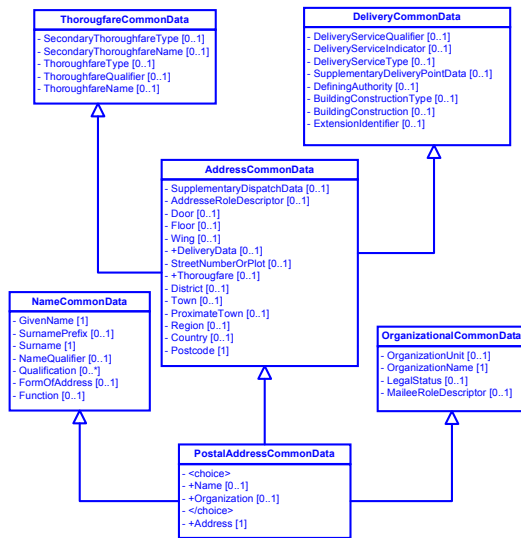 ThorougfareCommonData
- SecondaryThoroughfareType [0..1]
- SecondaryThoroughfareName [0..1]
- ThoroughfareType [0..1]
- ThoroughfareQualifier [0..1]
- ThoroughfareName [0..1]
DeliveryCommonData
- DeliveryServiceQualifier [0..1]
- DeliveryServiceIndicator [0..1]
- DeliveryServiceType [0..1]
- SupplementaryDeliveryPointData [0..1]
- DefiningAuthority [0..1]
- BuildingConstructionType [0..1]
- BuildingConstruction [0..1]
- ExtensionIdentifier [0..1]
AddressCommonData
- SupplementaryDispatchData [0..1]
- AddresseRoleDescriptor [0..1]
- Door [0..1]
- Floor [0..1]
- Wing [0..1]
- +DeliveryData [0..1]
- StreetNumberOrPlot [0..1]
- +Thorougfare [0..1]
- District [0..1]
- Town [0..1]
- ProximateTown [0..1]
- Region [0..1]
- Country [0..1]
- Postcode [1]
NameCommonData
- GivenName [1]
- SurnamePrefix [0..1]
- Surname [1]
- NameQualifier [0..1]
- Qualification [0..*]
- FormOfAddress [0..1]
- Function [0..1]
OrganizationalCommonData
- OrganizationUnit [0..1]
- OrganizationName [1]
- LegalStatus [0..1]
- MaileeRoleDescriptor [0..1]
PostalAddressCommonData
- <choice>
- +Name [0..1]
- +Organization [0..1]
- </choice>
- +Address [1]